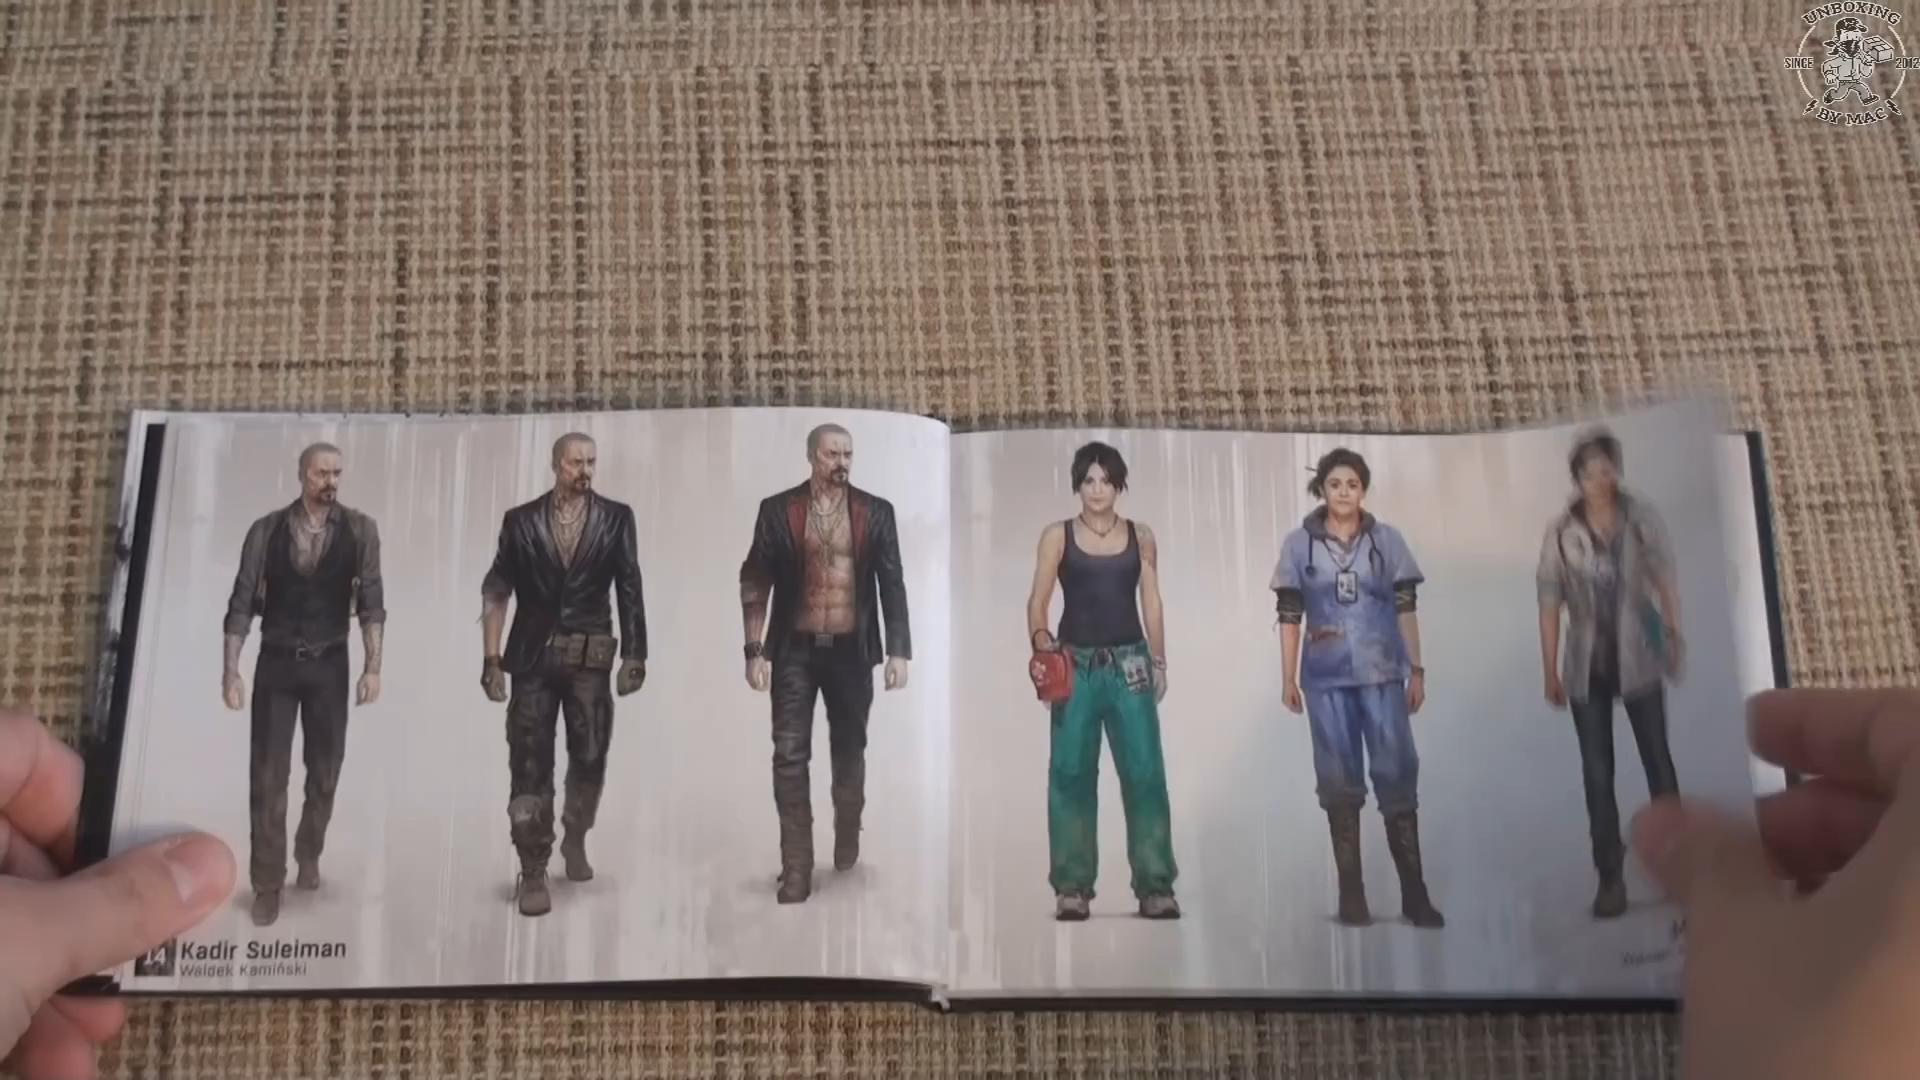 UNBOXING
SINCE 2012
BY MAC
14 Kadir Suleiman
Waldek Kamiński